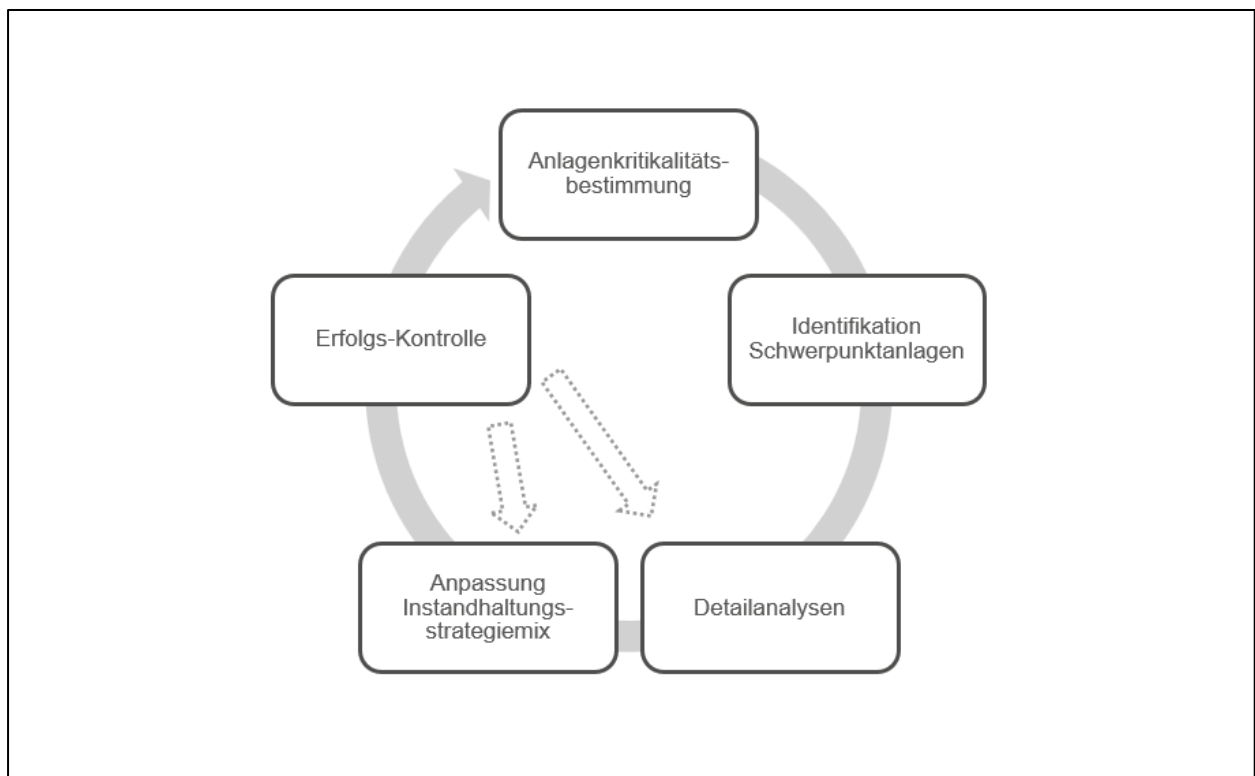 Anlagenkritikalitäts-
bestimmung
Identifikation
Schwerpunktanlagen
Detailanalysen
Anpassung
Instandhaltungs-
strategiemix
Erfolgs-Kontrolle